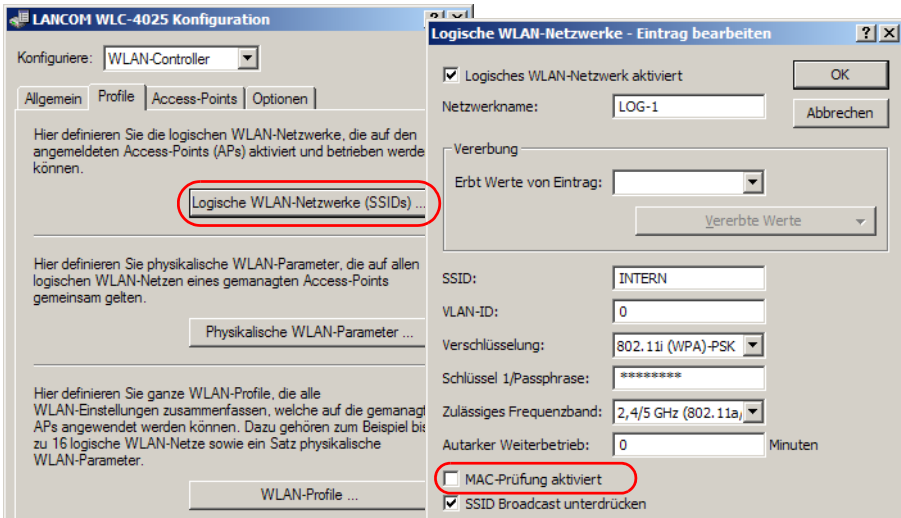 LANCOM WLC-4025 Konfiguration
Konfiguriere: WLAN-Controller
Allgemein Profile Access-Points Optionen
Hier definieren Sie die logischen WLAN-Netzwerke, die auf den
angemeldeten Access-Points (APs) aktiviert und betrieben werde
können.
Logische WLAN-Netzwerke (SSIDs) ...
Hier definieren Sie physikalische WLAN-Parameter, die auf allen
logischen WLAN-Netzen eines gemanagten Access-Points
gemeinsam gelten.
Physikalische WLAN-Parameter ...
Hier definieren Sie ganze WLAN-Profile, die alle
WLAN-Einstellungen zusammenfassen, welche auf die gemanagt
APs angewendet werden können. Dazu gehören zum Beispiel bis
zu 16 logische WLAN-Netze sowie ein Satz physikalische
WLAN-Parameter.
WLAN-Profile ...
Logische WLAN-Netzwerke - Eintrag bearbeiten
Logisches WLAN-Netzwerk aktiviert
OK
Netzwerkname: LOG-1
Abbrechen
Vererbung
Erbt Werte von Eintrag:
Vererbte Werte
SSID: INTERN
VLAN-ID: 0
Verschlüsselung: 802.11i (WPA)-PSK
Schlüssel 1/Passphrase: ********
Zulässiges Frequenzband: 2,4/5 GHz (802.11a,
Autarker Weiterbetrieb: 0 Minuten
MAC-Prüfung aktiviert
SSID Broadcast unterdrücken